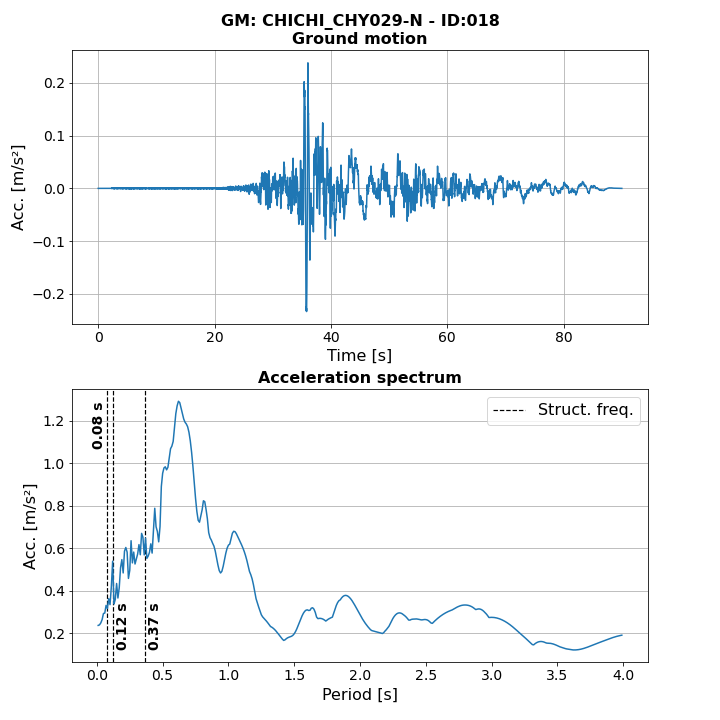 GM: CHICHI_CHY029-N - ID:018
Ground motion
0.2
0.1
0.0
−0.1
−0.2
Acc. [m/s²]
0
20
40
60
80
Time [s]
Acceleration spectrum
Struct. freq.
0.08 s
0.12 s
0.37 s
1.2
1.0
0.8
0.6
0.4
0.2
Acc. [m/s²]
0.0
0.5
1.0
1.5
2.0
2.5
3.0
3.5
4.0
Period [s]